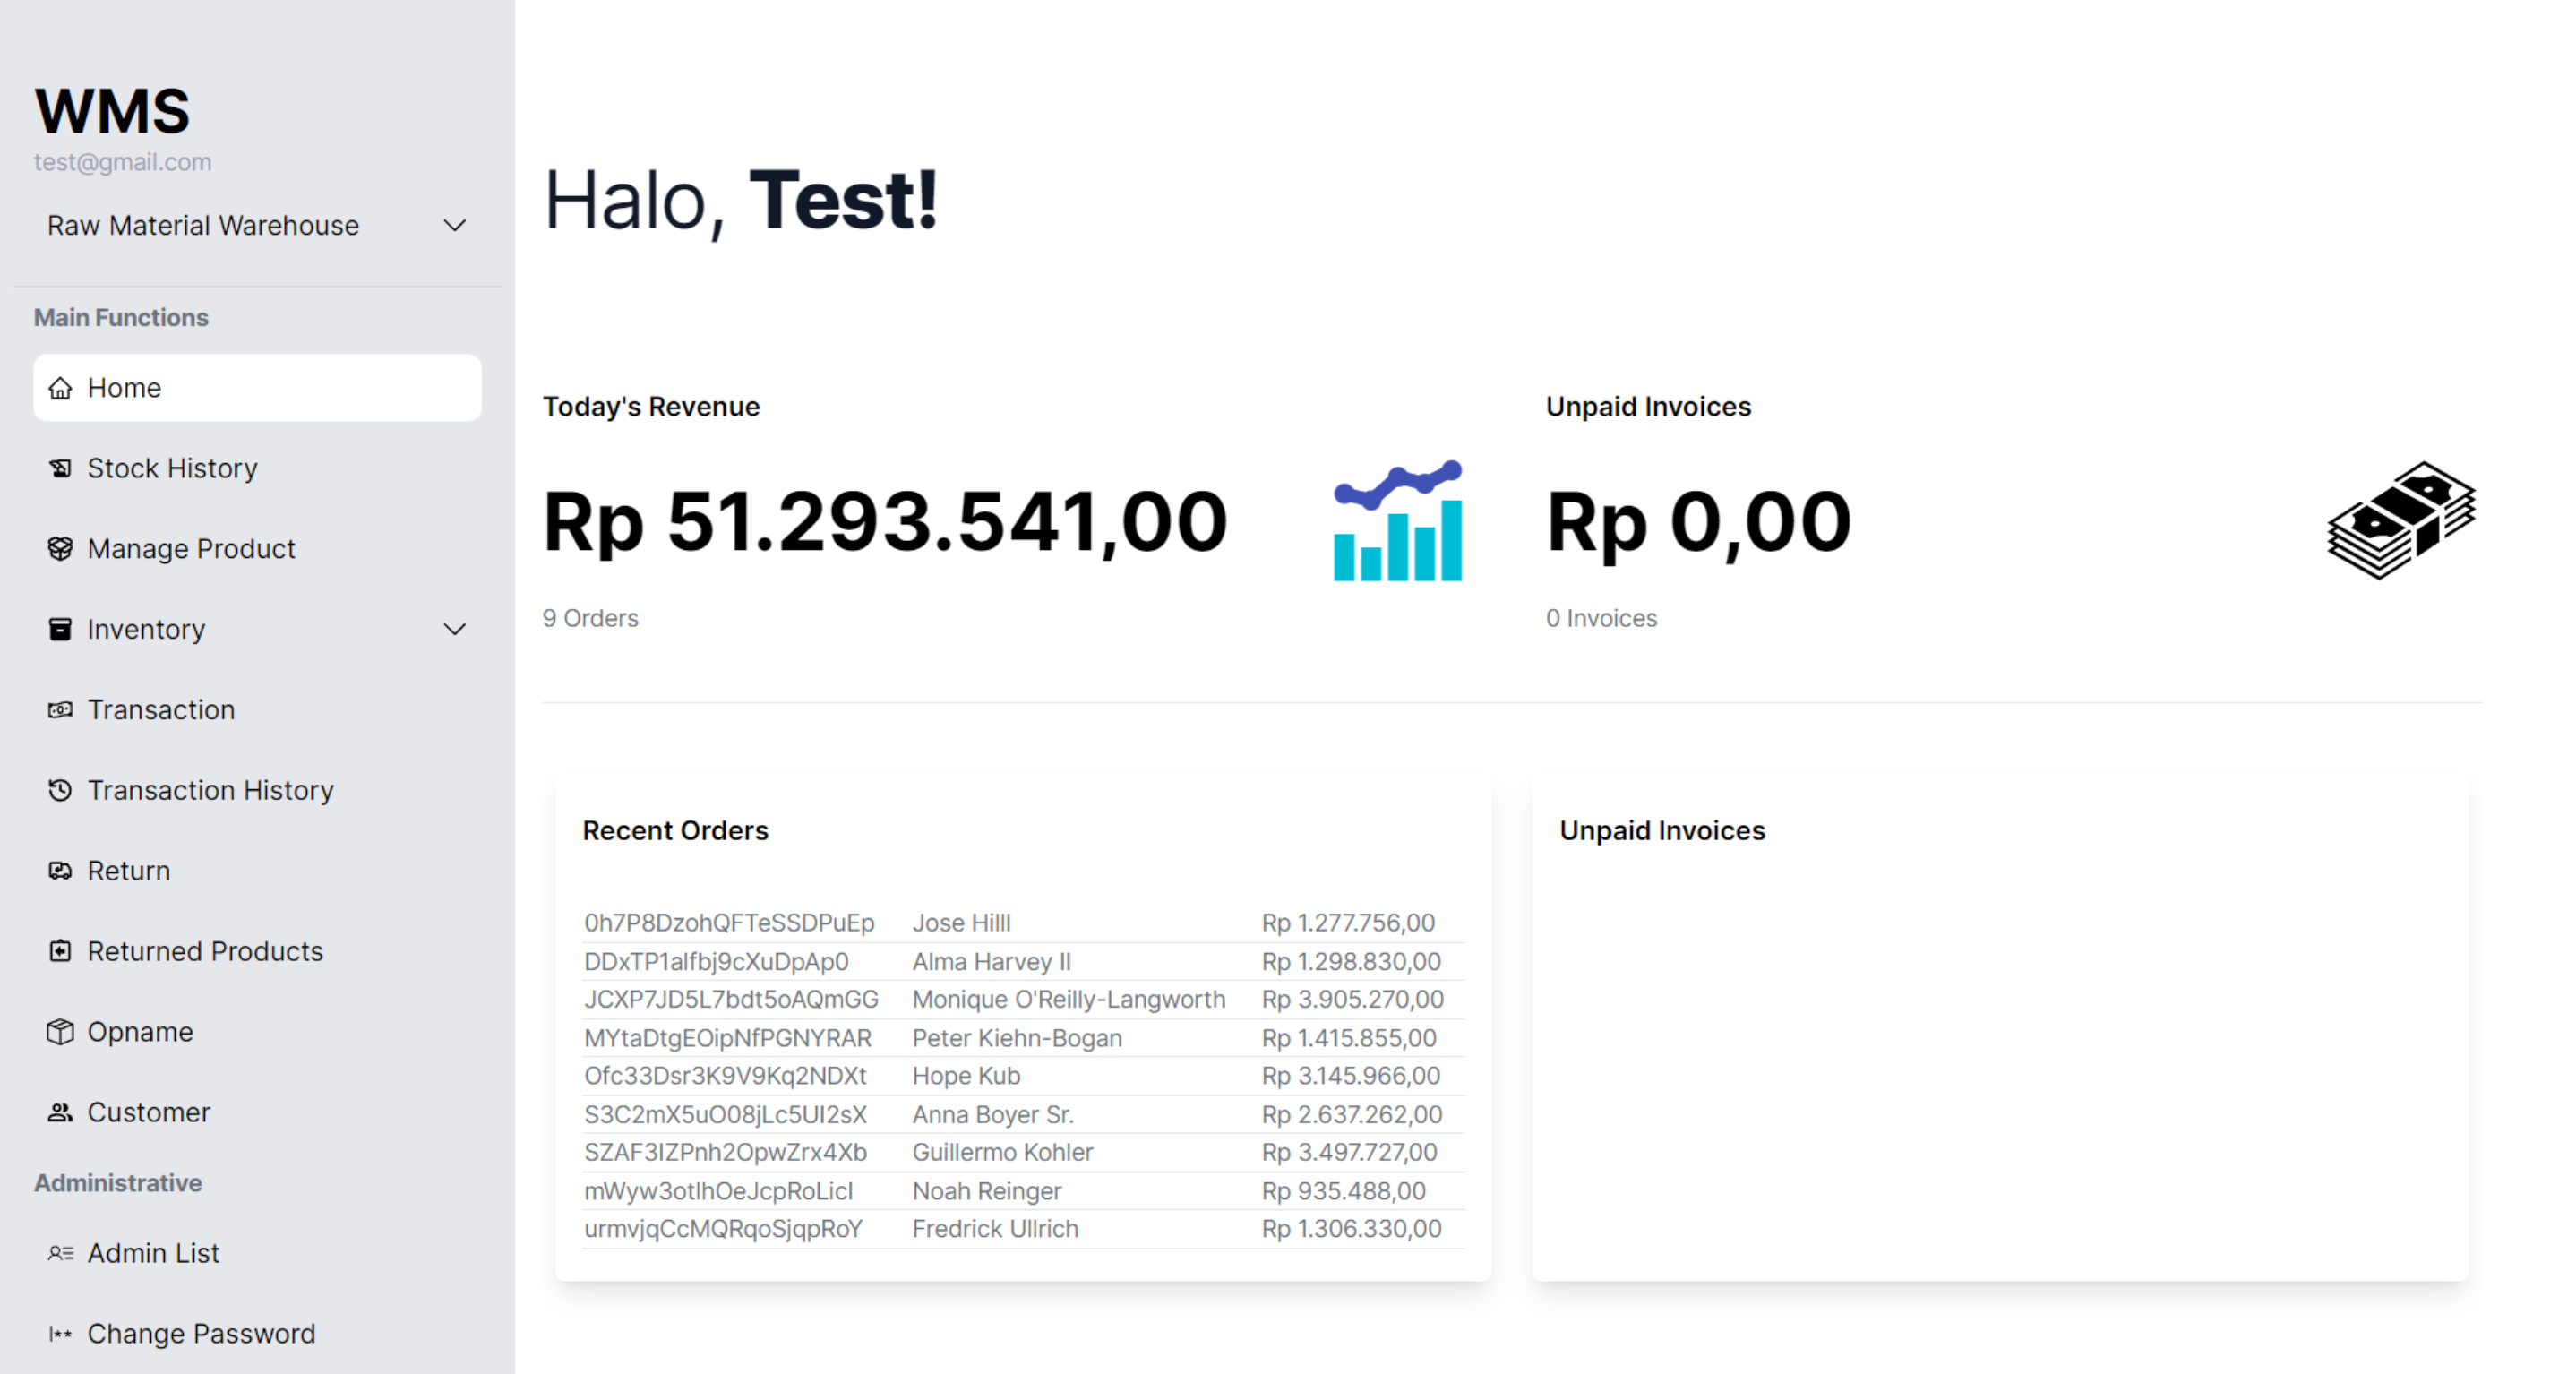 WMS
test@gmail.com
Raw Material Warehouse
Main Functions
Home
Stock History
Manage Product
Inventory
Transaction
Transaction History
Return
Returned Products
Opname
Customer
Administrative
Admin List
Change Password
Halo, Test!
Today's Revenue
Rp 51.293.541,00
9 Orders
Unpaid Invoices
Rp 0,00
0 Invoices
Recent Orders
0h7P8DzohQFTeSSDPuEp Jose Hilll Rp 1.277.756,00
DDxTP1alfbj9cXuDpAp0 Alma Harvey II Rp 1.298.830,00
JCXP7JD5L7bdt5oAQmGG Monique O'Reilly-Langworth Rp 3.905.270,00
MYtaDtgEOipNfPGNYRAR Peter Kiehn-Bogan Rp 1.415.855,00
Ofc33Dsr3K9V9Kq2NDXt Hope Kub Rp 3.145.966,00
S3C2mX5uO08jLc5UI2sX Anna Boyer Sr. Rp 2.637.262,00
SZAF3IZPnh2OpwZrx4Xb Guillermo Kohler Rp 3.497.727,00
mWyw3otlhOeJcpRoLicI Noah Reinger Rp 935.488,00
urmvjqCcMQRqoSjqpRoY Fredrick Ullrich Rp 1.306.330,00
Unpaid Invoices